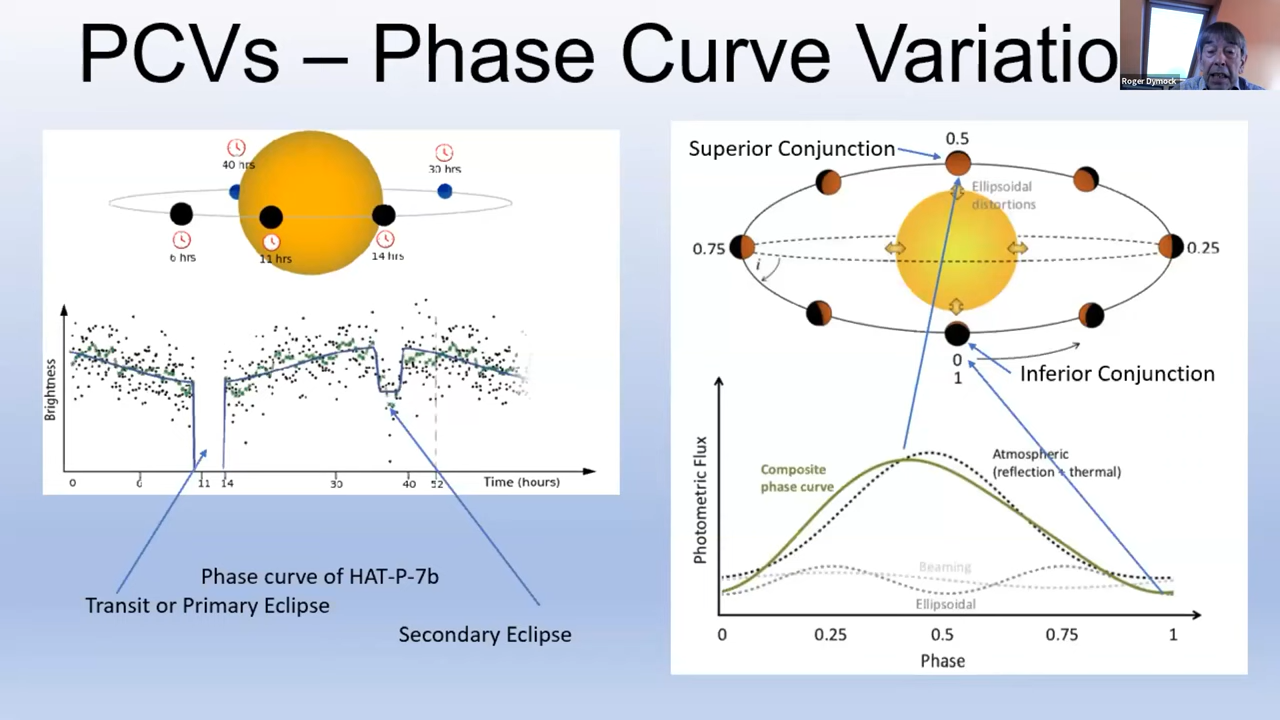 PCVs – Phase Curve Variatio
Roger Dymock
40 hrs
30 hrs
6 hrs
11 hrs
14 hrs
Brightness
0
6
11
14
30
40
52
Time (hours)
Phase curve of HAT-P-7b
Transit or Primary Eclipse
Secondary Eclipse
0.5
Superior Conjunction
Ellipsoidal
distortions
0.75
0.25
i
0
1
Inferior Conjunction
Photometric Flux
Composite
phase curve
Atmospheric
(reflection + thermal)
Beaming
Ellipsoidal
0
0.25
0.5
0.75
1
Phase